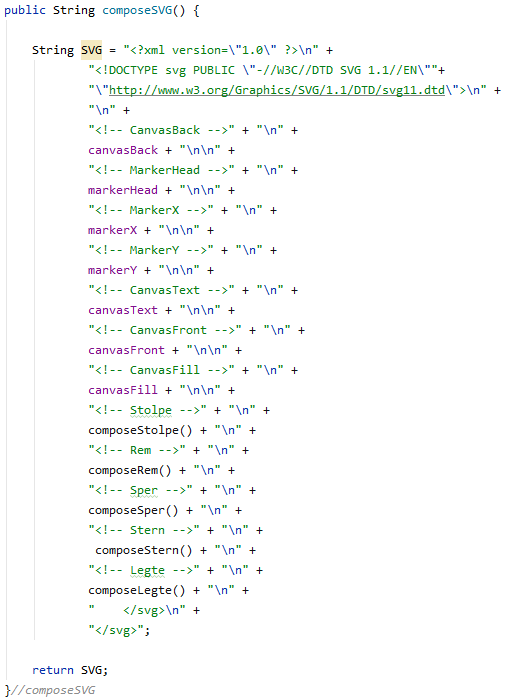 public String composeSVG() {
String SVG = "<?xml version=\"1.0\" ?>\n" +
"<!DOCTYPE svg PUBLIC \"-//W3C//DTD SVG 1.1//EN\""+
"\"http://www.w3.org/Graphics/SVG/1.1/DTD/svg11.dtd\">\n" +
"\n" +
"<!-- CanvasBack -->" + "\n" +
canvasBack + "\n\n" +
"<!-- MarkerHead -->" + "\n" +
markerHead + "\n\n" +
"<!-- MarkerX -->" + "\n" +
markerX + "\n\n" +
"<!-- MarkerY -->" + "\n" +
markerY + "\n\n" +
"<!-- CanvasText -->" + "\n" +
canvasText + "\n\n" +
"<!-- CanvasFront -->" + "\n" +
canvasFront + "\n\n" +
"<!-- CanvasFill -->" + "\n" +
canvasFill + "\n\n" +
"<!-- Stolpe -->" + "\n" +
composeStolpe() + "\n" +
"<!-- Rem -->" + "\n" +
composeRem() + "\n" +
"<!-- Sper -->" + "\n" +
composeSper() + "\n" +
"<!-- Stern -->" + "\n" +
composeStern() + "\n" +
"<!-- Legte -->" + "\n" +
composeLegte() + "\n" +
"    </svg>\n" +
"</svg>";
return SVG;
}//composeSVG